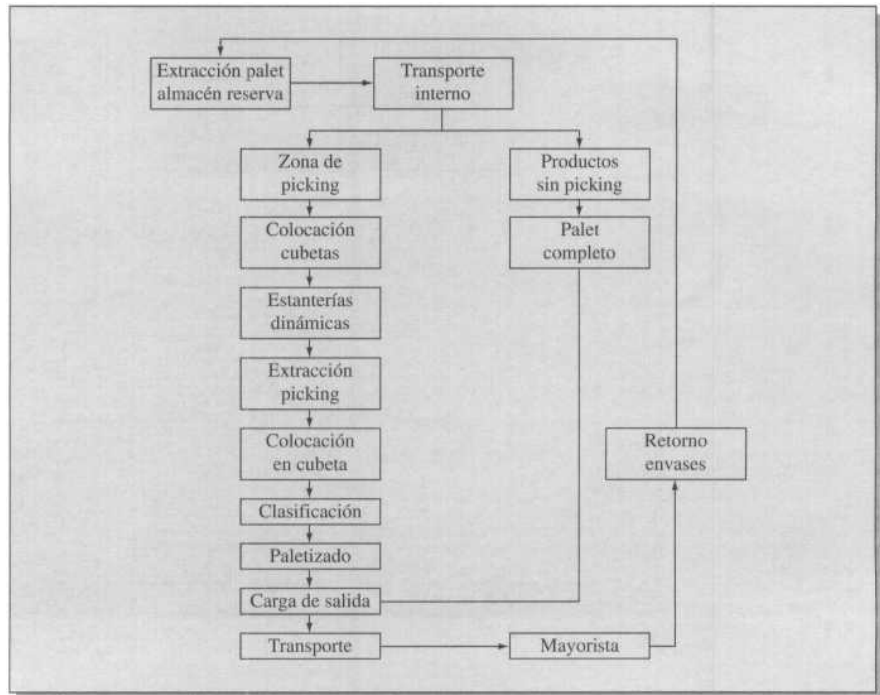 Extracción palet
almacén reserva
Transporte
interno
Zona de
picking
Productos
sin picking
Colocación
cubetas
Palet
completo
Estanterías
dinámicas
Extracción
picking
Colocación
en cubeta
Retorno
envases
Clasificación
Paletizado
Carga de salida
Transporte
Mayorista